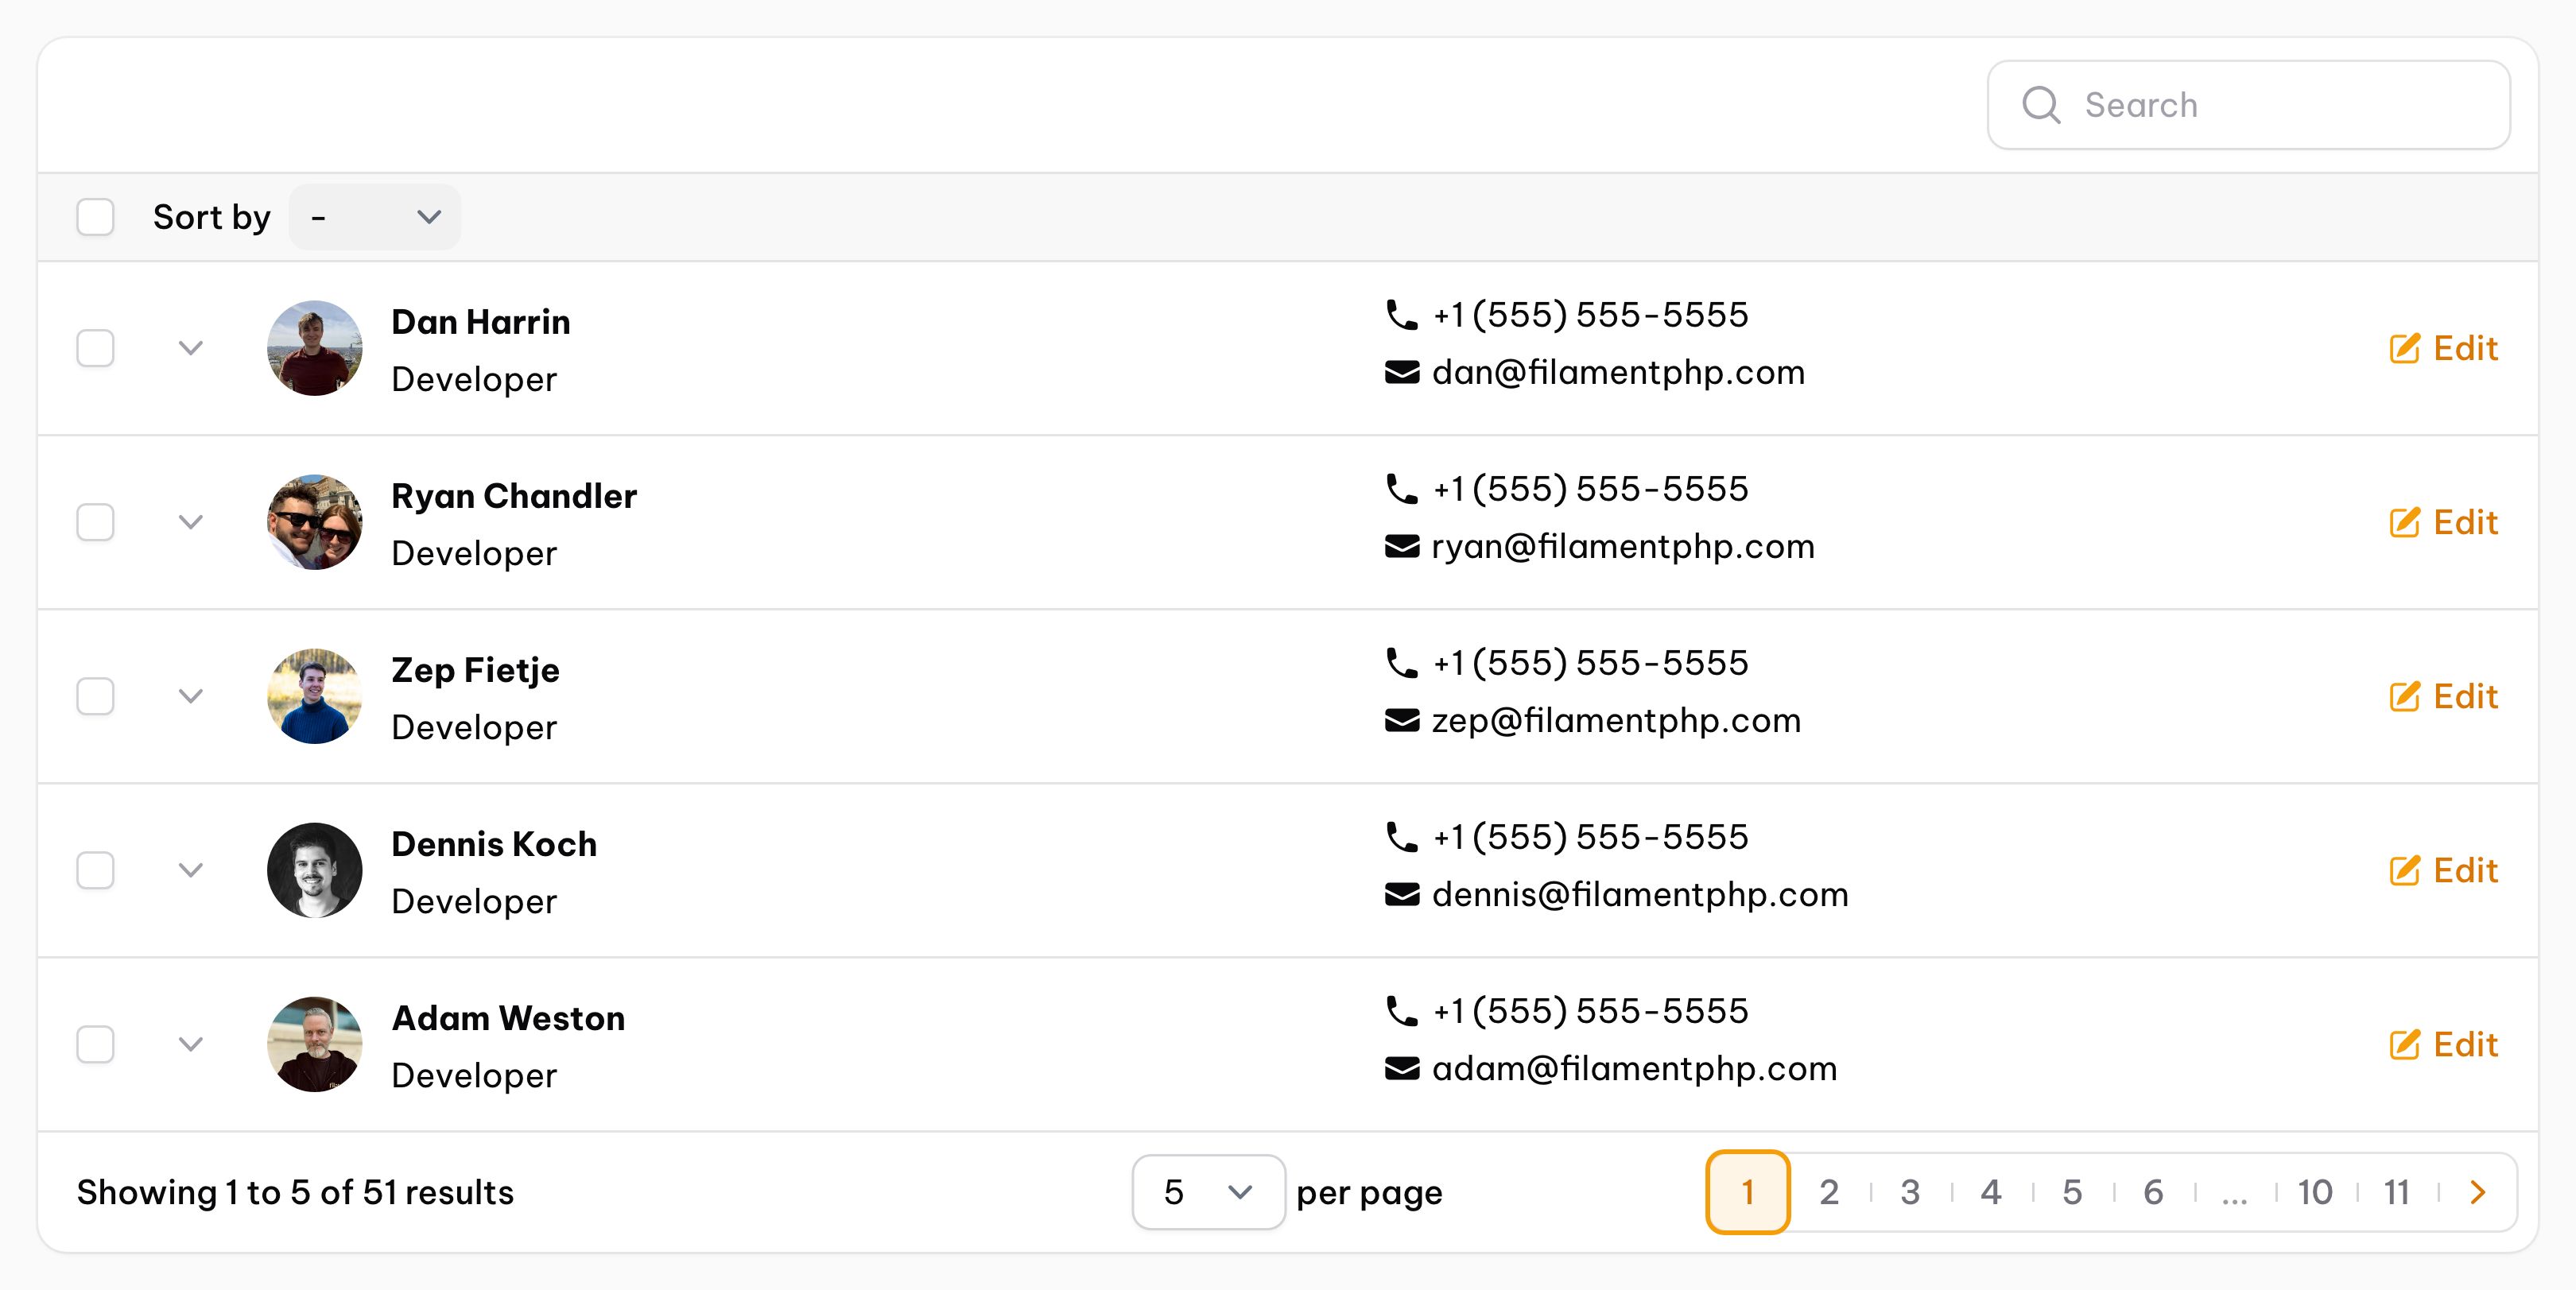 Search
Sort by -
Dan Harrin
Developer
+1 (555) 555-5555
dan@filamentphp.com
Edit
Ryan Chandler
Developer
+1 (555) 555-5555
ryan@filamentphp.com
Edit
Zep Fietje
Developer
+1 (555) 555-5555
zep@filamentphp.com
Edit
Dennis Koch
Developer
+1 (555) 555-5555
dennis@filamentphp.com
Edit
Adam Weston
Developer
+1 (555) 555-5555
adam@filamentphp.com
Edit
Showing 1 to 5 of 51 results
5 per page
1 2 3 4 5 6 ... 10 11